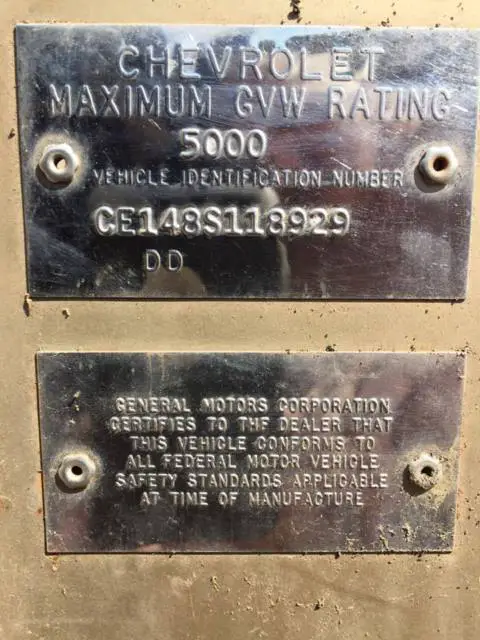 CHEVROLET
MAXIMUM GVW RATING
5000
VEHICLE IDENTIFICATION NUMBER
CE148S118929
DD
GENERAL MOTORS CORPORATION
CERTIFIES TO THE DEALER THAT
THIS VEHICLE CONFORMS TO
ALL FEDERAL MOTOR VEHICLE
SAFETY STANDARDS APPLICABLE
AT TIME OF MANUFACTURE